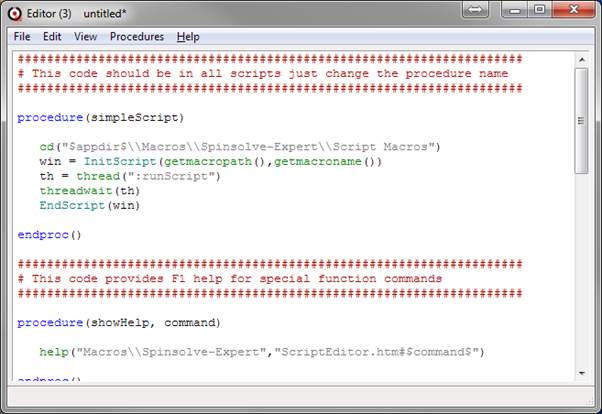 Editor (3) untitled*
File Edit View Procedures Help
########################################################################
# This code should be in all scripts just change the procedure name
########################################################################
procedure(simpleScript)
cd("$appdir$\\Macros\\Spinsolve-Expert\\Script Macros")
win = InitScript(getmacropath(),getmacroname())
th = thread(":runScript")
threadwait(th)
EndScript(win)
endproc()
########################################################################
# This code provides F1 help for special function commands
########################################################################
procedure(showHelp, command)
help("Macros\\Spinsolve-Expert","ScriptEditor.htm#$command$")
endproc()